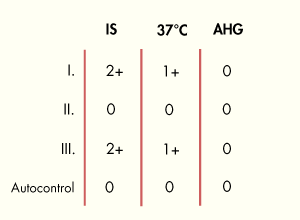 IS 37°C AHG
I. 2+ 1+ 0
II. 0 0 0
III. 2+ 1+ 0
Autocontrol 0 0 0